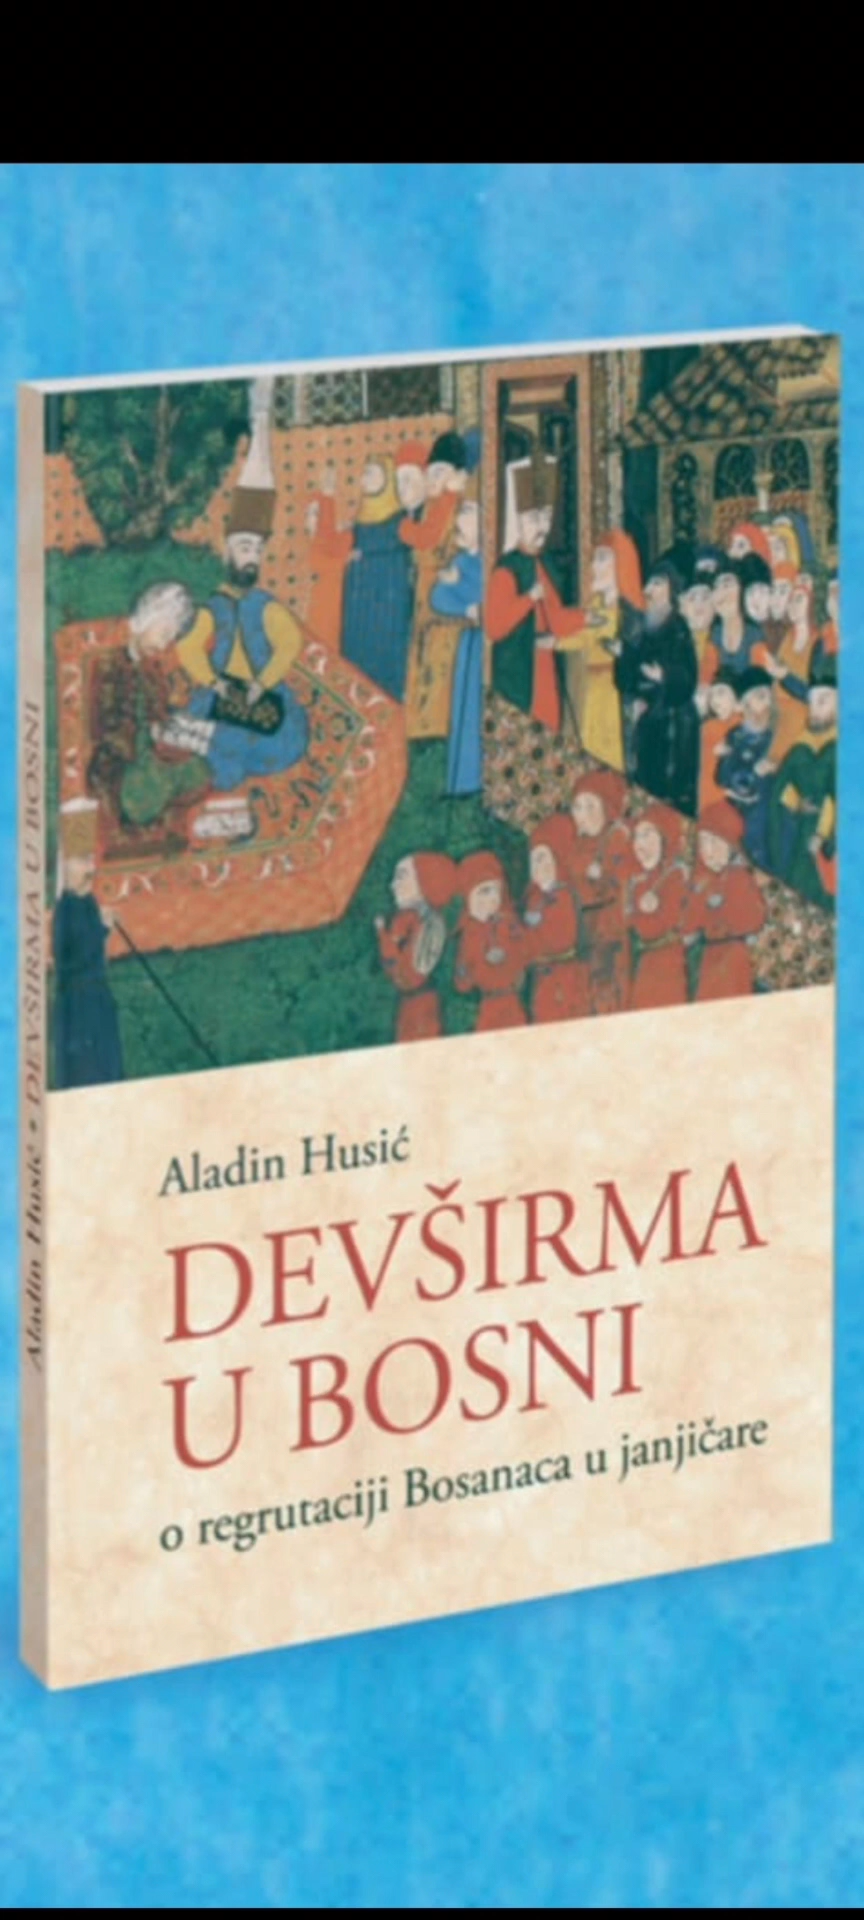 Aladin Husić • DEVŠIRMA U BOSNI
Aladin Husić
DEVŠIRMA
U BOSNI
o regrutaciji Bosanaca u janjičare